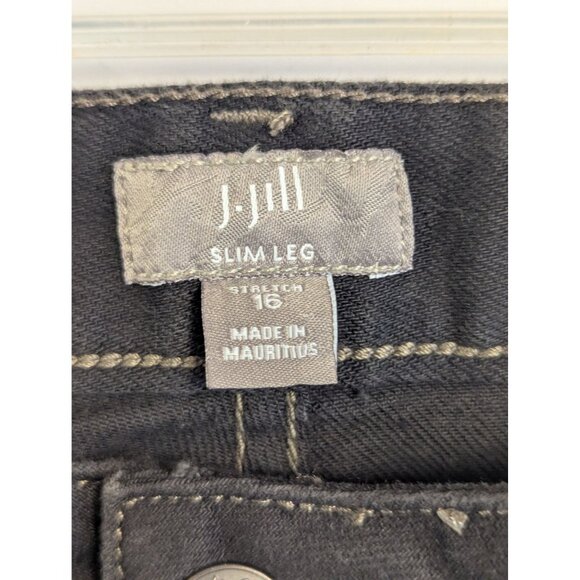 J.Jill
SLIM LEG
STRETCH
16
MADE IN
MAURITIUS